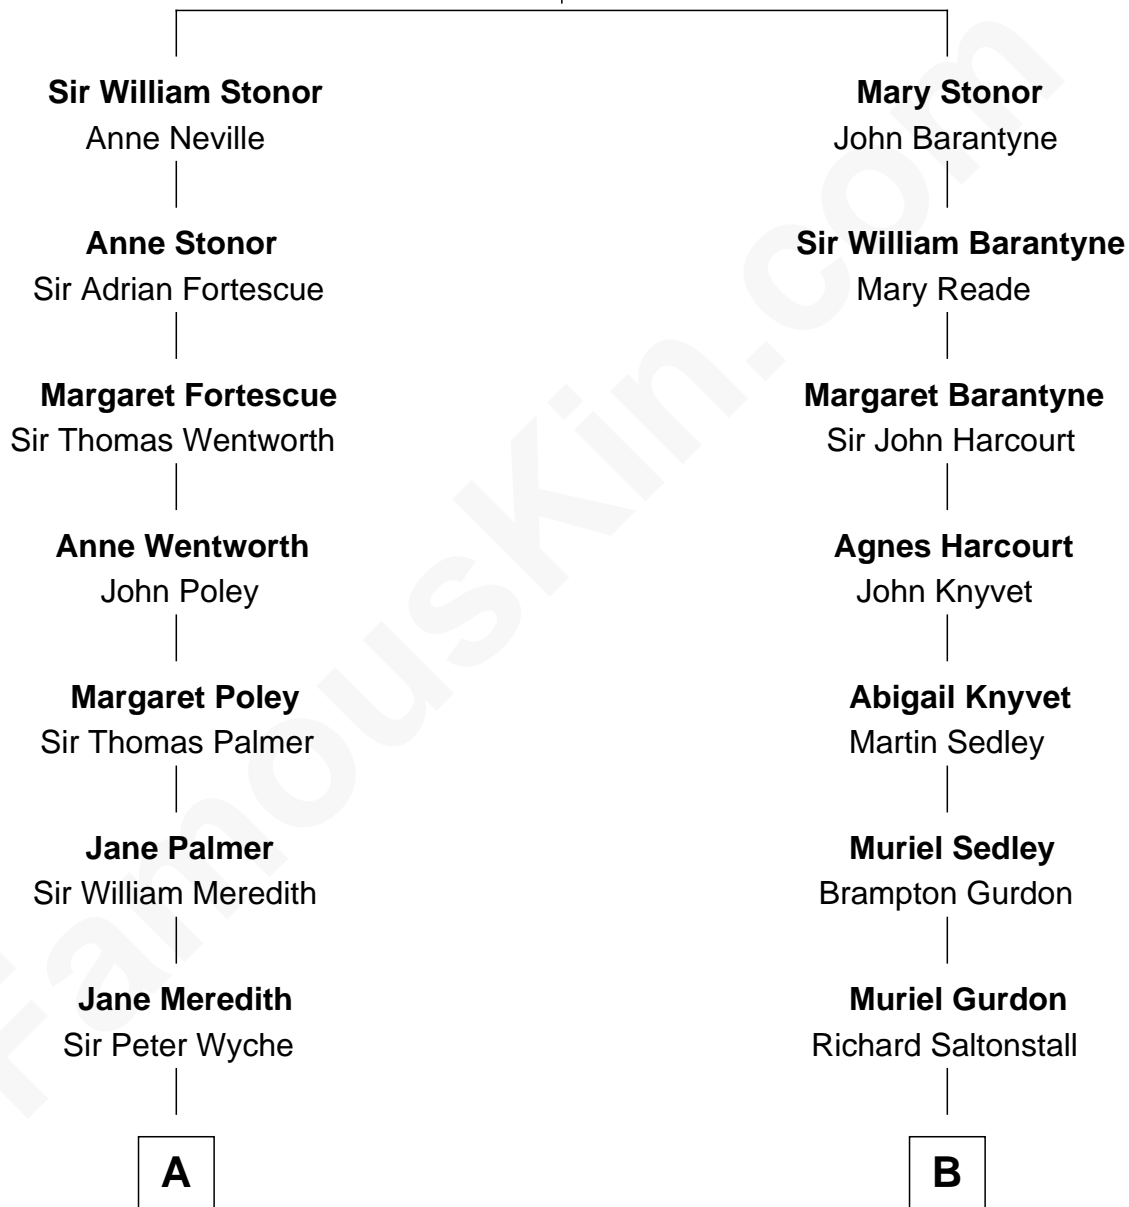 Sir William Stonor
Anne Neville
Anne Stonor
Sir Adrian Fortescue
Margaret Fortescue
Sir Thomas Wentworth
Anne Wentworth
John Poley
Margaret Poley
Sir Thomas Palmer
Jane Palmer
Sir William Meredith
Jane Meredith
Sir Peter Wyche
A
Mary Stonor
John Barantyne
Sir William Barantyne
Mary Reade
Margaret Barantyne
Sir John Harcourt
Agnes Harcourt
John Knyvet
Abigail Knyvet
Martin Sedley
Muriel Sedley
Brampton Gurdon
Muriel Gurdon
Richard Saltonstall
B
FamousKin.com